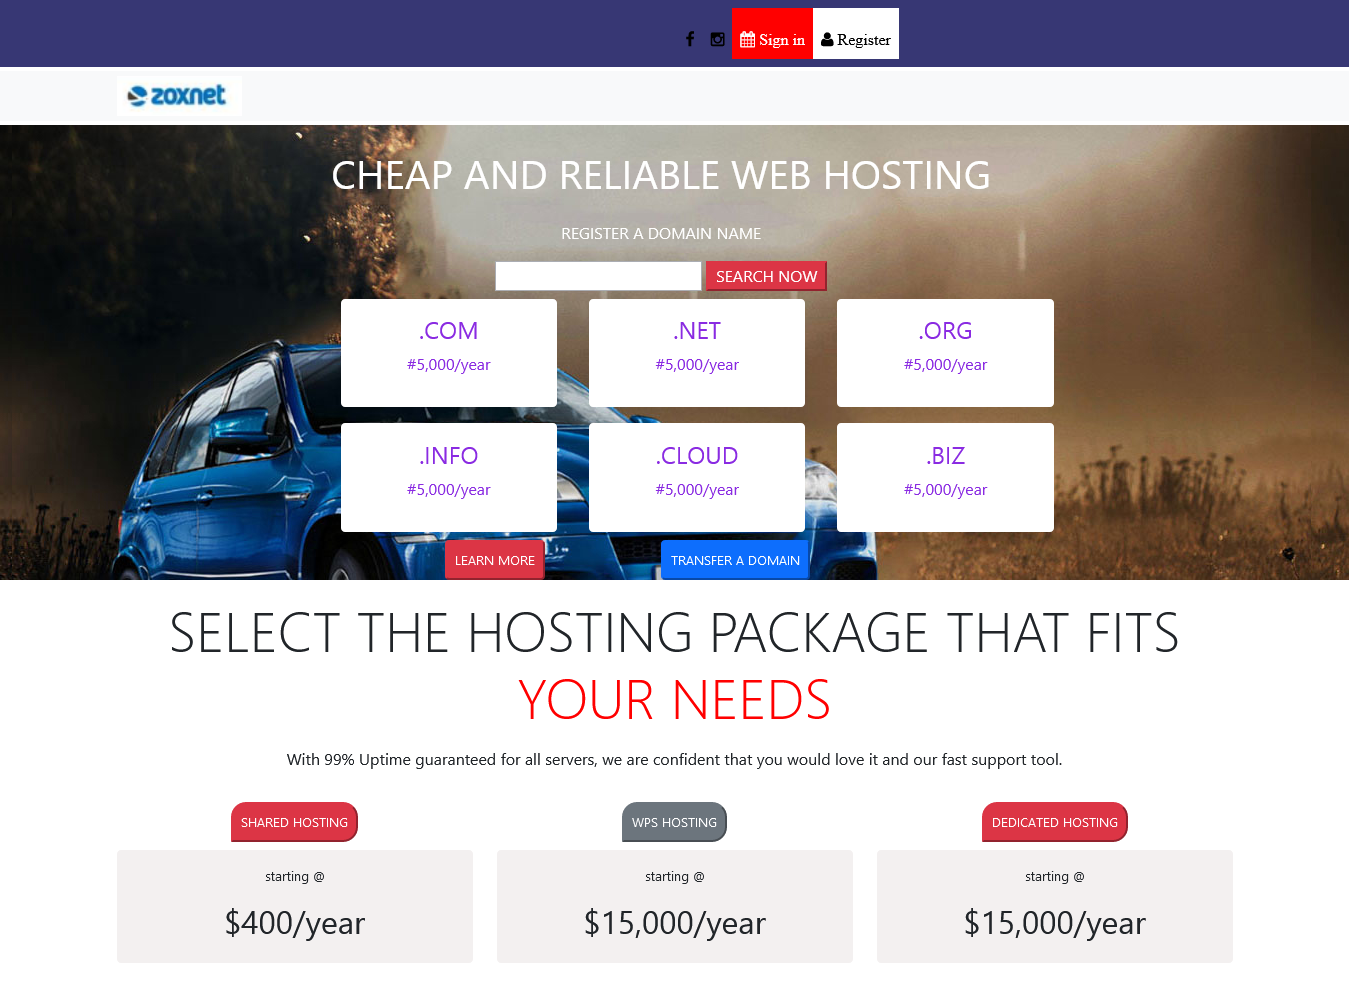 Sign in
Register
zoxnet
CHEAP AND RELIABLE WEB HOSTING
REGISTER A DOMAIN NAME
SEARCH NOW
.COM
#5,000/year
.NET
#5,000/year
.ORG
#5,000/year
.INFO
#5,000/year
.CLOUD
#5,000/year
.BIZ
#5,000/year
LEARN MORE
TRANSFER A DOMAIN
SELECT THE HOSTING PACKAGE THAT FITS
YOUR NEEDS
With 99% Uptime guaranteed for all servers, we are confident that you would love it and our fast support tool.
SHARED HOSTING
starting @
$400/year
WPS HOSTING
starting @
$15,000/year
DEDICATED HOSTING
starting @
$15,000/year